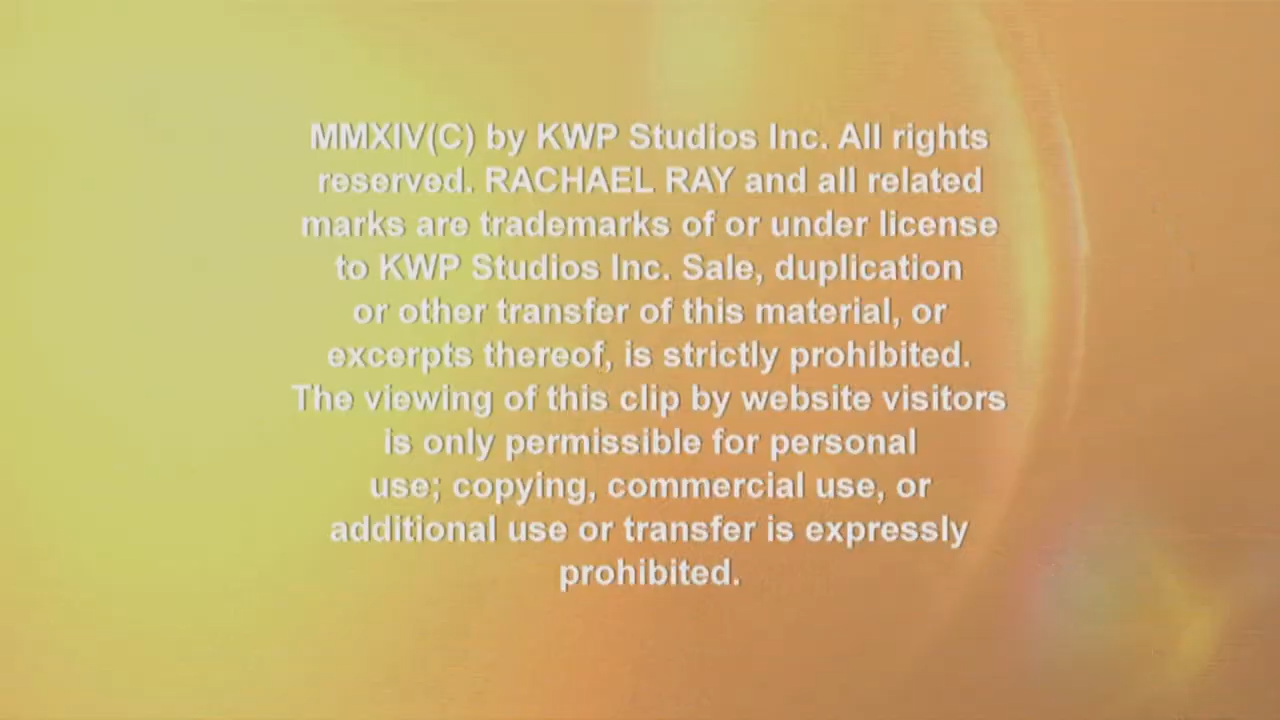 MMXIV(C) by KWP Studios Inc. All rights
reserved. RACHAEL RAY and all related
marks are trademarks of or under license
to KWP Studios Inc. Sale, duplication
or other transfer of this material, or
excerpts thereof, is strictly prohibited.
The viewing of this clip by website visitors
is only permissible for personal
use; copying, commercial use, or
additional use or transfer is expressly
prohibited.